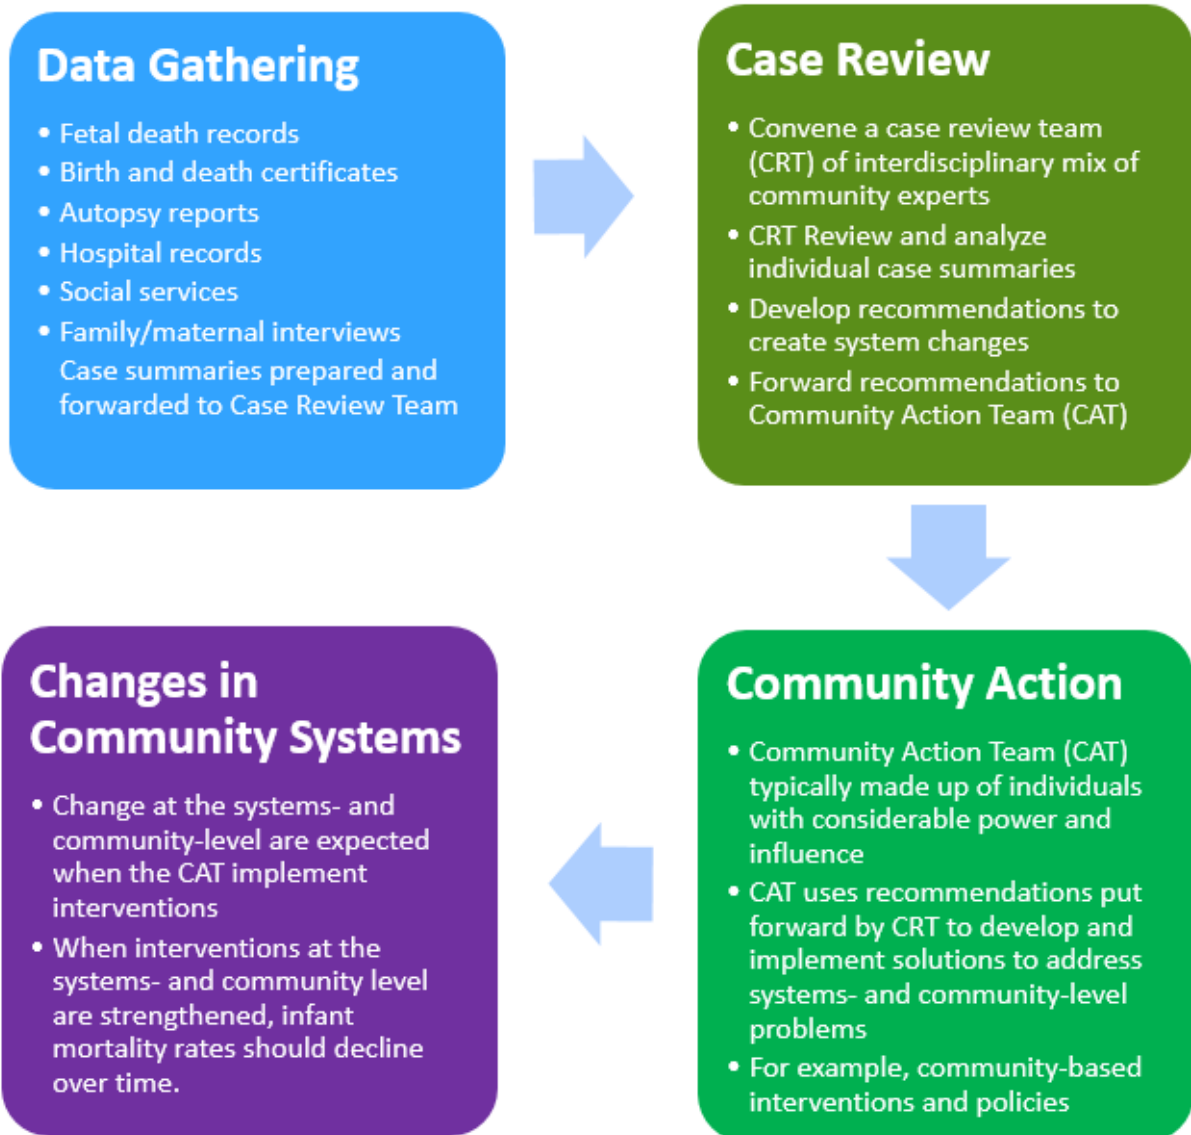 Data Gathering
• Fetal death records
• Birth and death certificates
• Autopsy reports
• Hospital records
• Social services
• Family/maternal interviews
Case summaries prepared and
forwarded to Case Review Team
Case Review
• Convene a case review team
(CRT) of interdisciplinary mix of
community experts
• CRT Review and analyze
individual case summaries
• Develop recommendations to
create system changes
• Forward recommendations to
Community Action Team (CAT)
Community Action
• Community Action Team (CAT)
typically made up of individuals
with considerable power and
influence
• CAT uses recommendations put
forward by CRT to develop and
implement solutions to address
systems- and community-level
problems
• For example, community-based
interventions and policies
Changes in
Community Systems
• Change at the systems- and
community-level are expected
when the CAT implement
interventions
• When interventions at the
systems- and community level
are strengthened, infant
mortality rates should decline
over time.